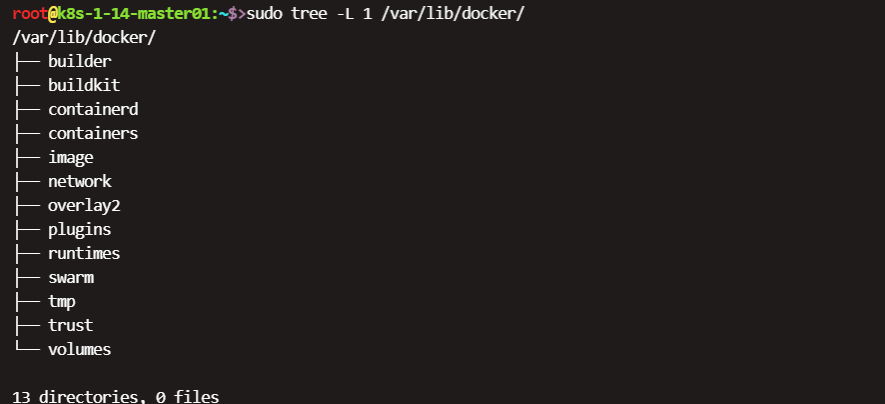 root@k8s-1-14-master01:~$>sudo tree -L 1 /var/lib/docker/
/var/lib/docker/
├── builder
├── buildkit
├── containerd
├── containers
├── image
├── network
├── overlay2
├── plugins
├── runtimes
├── swarm
├── tmp
├── trust
└── volumes
13 directories, 0 files